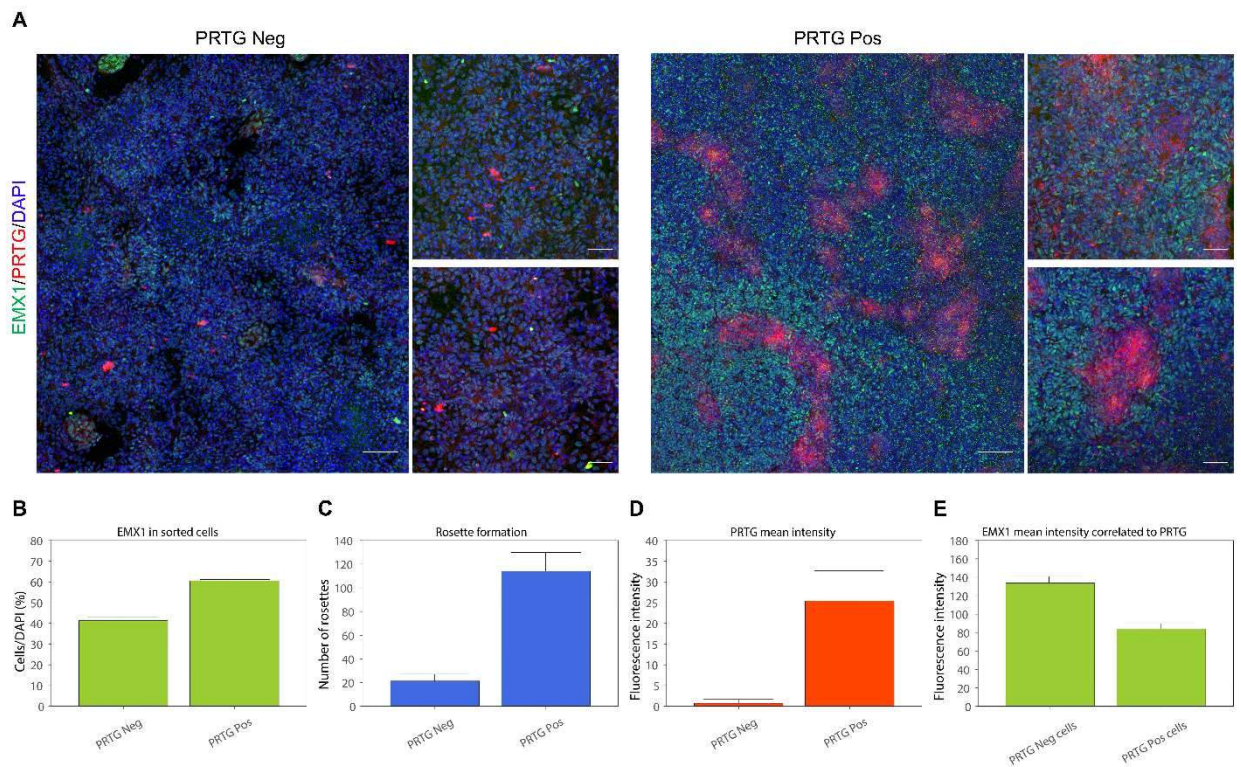 A
PRTG Neg
PRTG Pos
EMX1/PRTG/DAPI
B
EMX1 in sorted cells
Cells/DAPI (%)
80
70
60
50
40
30
20
10
0
PRTG Neg
PRTG Pos
C
Rosette formation
Number of rosettes
140
120
100
80
60
40
20
0
PRTG Neg
PRTG Pos
D
PRTG mean intensity
Fluorescence intensity
40
35
30
25
20
15
10
5
0
PRTG Neg
PRTG Pos
E
EMX1 mean intensity correlated to PRTG
Fluorescence intensity
180
160
140
120
100
80
60
40
20
0
PRTG Neg cells
PRTG Pos cells